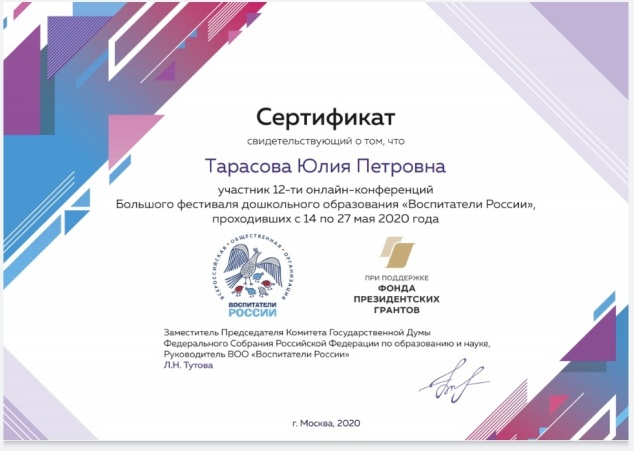 Сертификат
свидетельствующий о том, что
Тарасова Юлия Петровна
участник 12-ти онлайн-конференций
Большого фестиваля дошкольного образования «Воспитатели России»,
проходивших с 14 по 27 мая 2020 года
ВСЕРОССИЙСКАЯ • ОБЩЕСТВЕННАЯ • ОРГАНИЗАЦИЯ
ВОСПИТАТЕЛИ
РОССИИ
ПРИ ПОДДЕРЖКЕ
ФОНДА
ПРЕЗИДЕНТСКИХ
ГРАНТОВ
Заместитель Председателя Комитета Государственной Думы
Федерального Собрания Российской Федерации по образованию и науке,
Руководитель ВОО «Воспитатели России»
Л.Н. Тутова
г. Москва, 2020